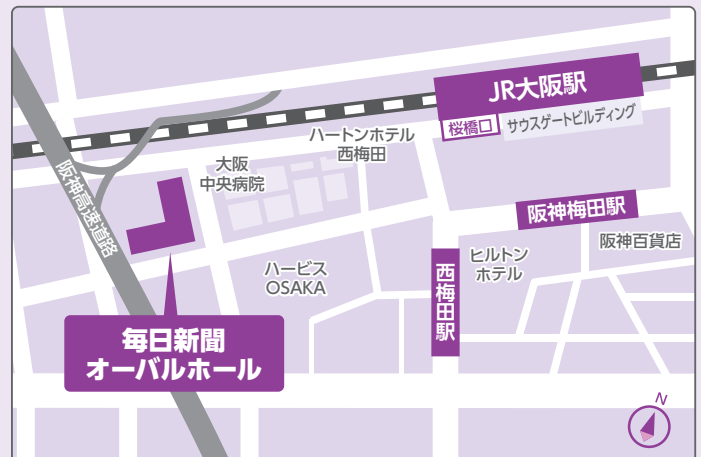 JR大阪駅
桜橋口
サウスゲートビルディング
ハートンホテル
西梅田
大阪
中央病院
阪神高速道路
阪神梅田駅
阪神百貨店
ヒルトン
ホテル
西梅田駅
ハービス
OSAKA
毎日新聞
オーバルホール
N